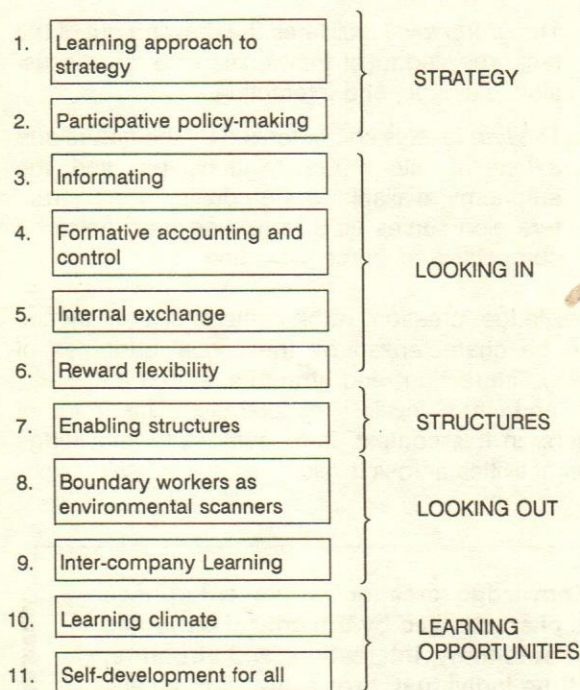 1. Learning approach to
strategy
2. Participative policy-making
STRATEGY
3. Informating
4. Formative accounting and
control
5. Internal exchange
6. Reward flexibility
LOOKING IN
7. Enabling structures
STRUCTURES
8. Boundary workers as
environmental scanners
9. Inter-company Learning
LOOKING OUT
10. Learning climate
11. Self-development for all
LEARNING
OPPORTUNITIES